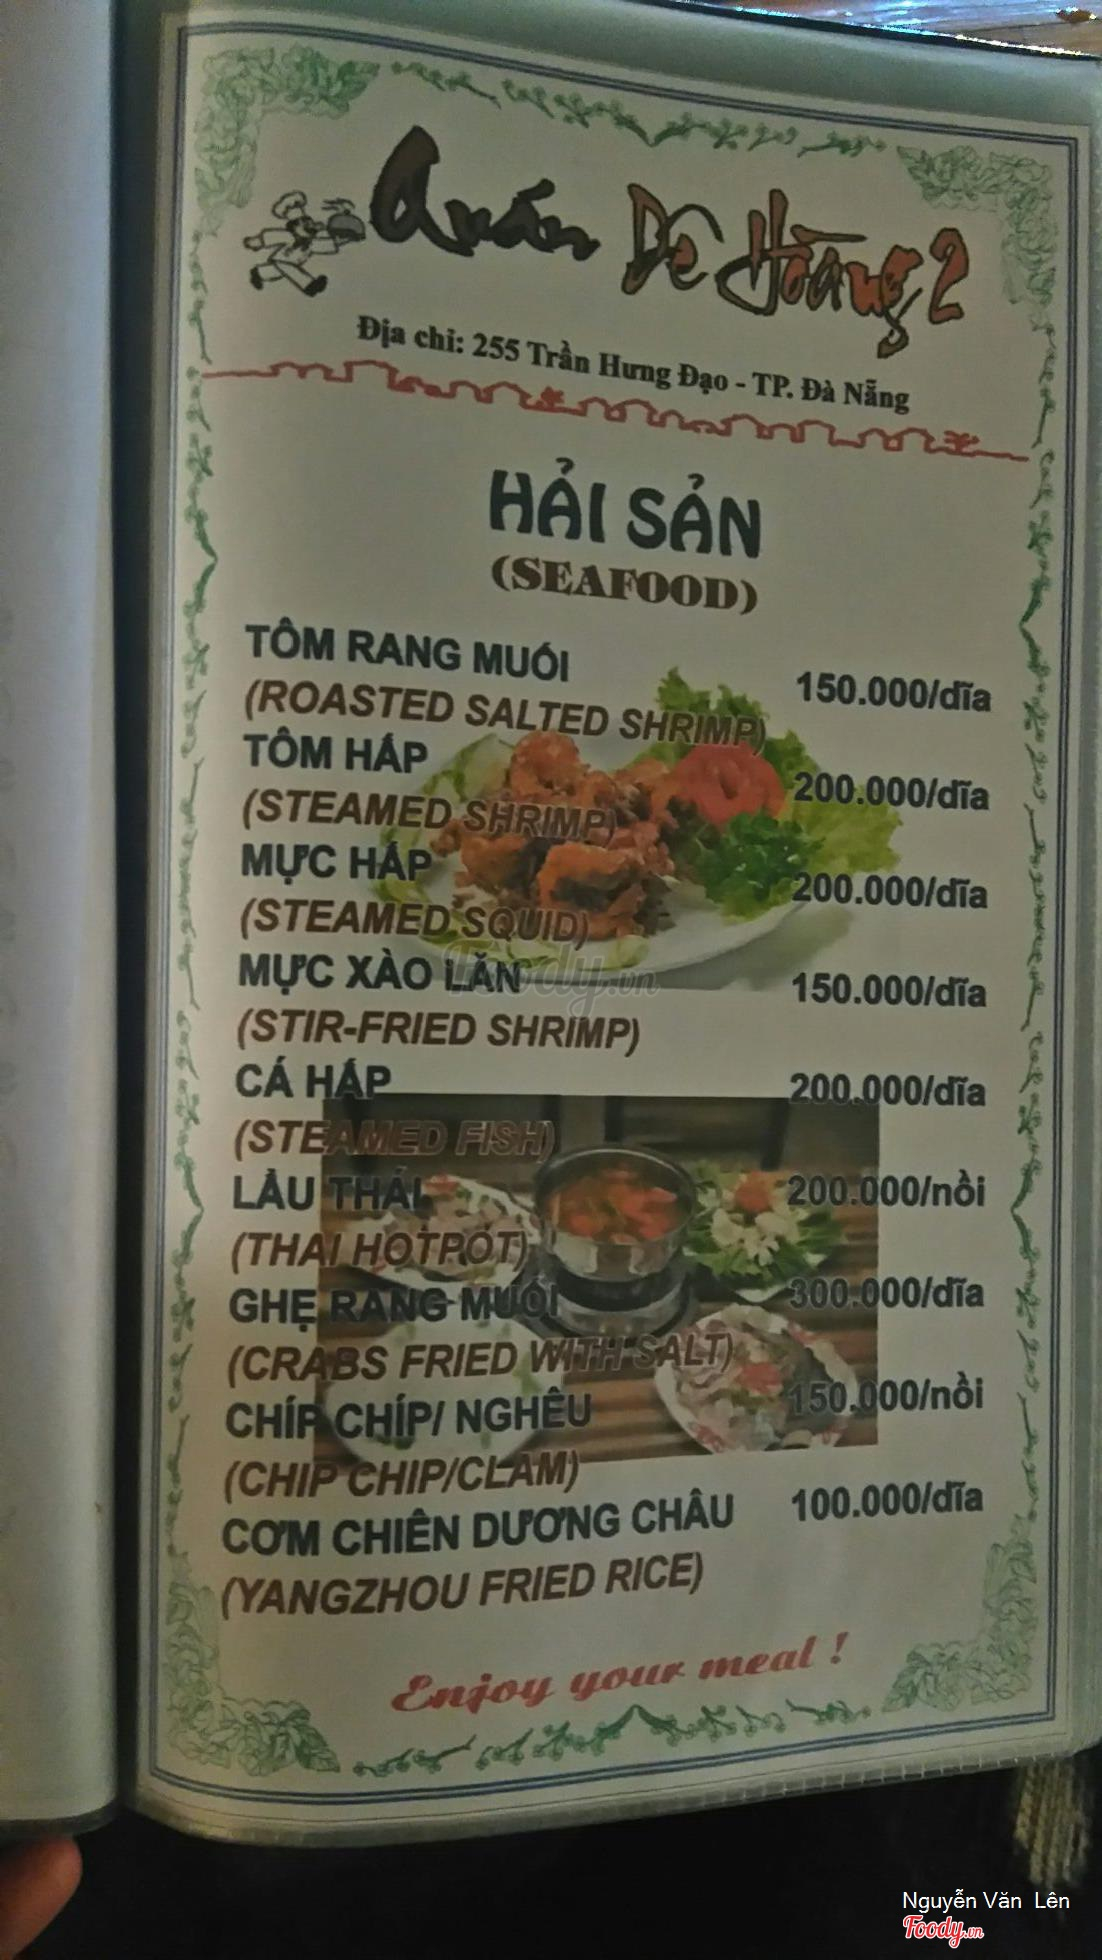 Quán Dê Hoàng 2
Địa chỉ: 255 Trần Hưng Đạo - TP. Đà Nẵng
HẢI SẢN
(SEAFOOD)
TÔM RANG MUỐI 150.000/dĩa
(ROASTED SALTED SHRIMP)
TÔM HẤP 200.000/dĩa
(STEAMED SHRIMP)
MỰC HẤP 200.000/dĩa
(STEAMED SQUID)
MỰC XÀO LĂN 150.000/dĩa
(STIR-FRIED SHRIMP)
CÁ HẤP 200.000/dĩa
(STEAMED FISH)
LẨU THÁI 200.000/nồi
(THAI HOTPOT)
GHẸ RANG MUỐI 300.000/dĩa
(CRABS FRIED WITH SALT)
CHÍP CHÍP/ NGHÊU 150.000/nồi
(CHIP CHIP/CLAM)
CƠM CHIÊN DƯƠNG CHÂU 100.000/dĩa
(YANGZHOU FRIED RICE)
Enjoy your meal !
Foody.vn
Nguyễn Văn Lên
Foody.vn